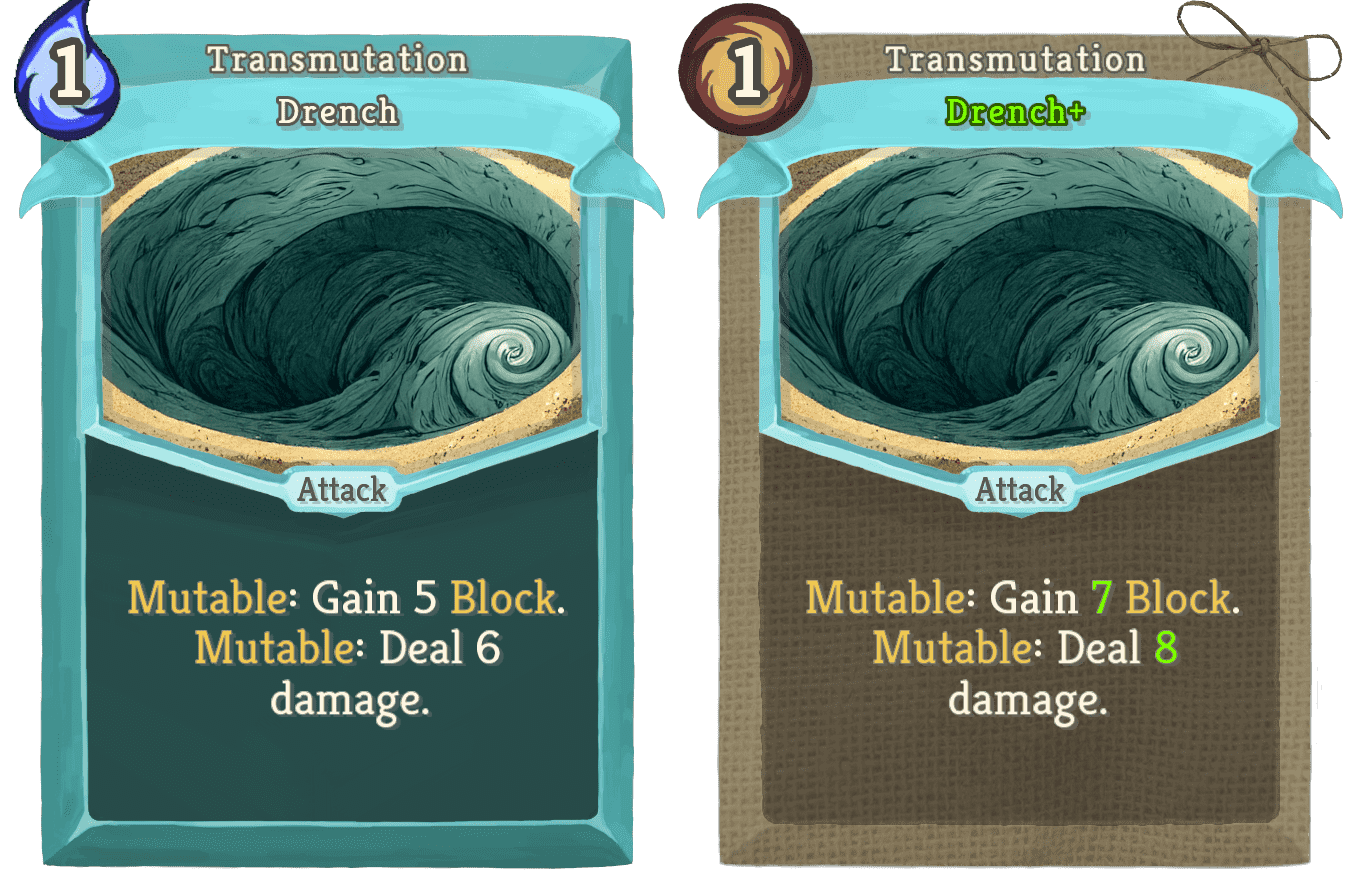 1
Transmutation
Drench
Attack
Mutable: Gain 5 Block.
Mutable: Deal 6
damage.
1
Transmutation
Drench+
Attack
Mutable: Gain 7 Block.
Mutable: Deal 8
damage.